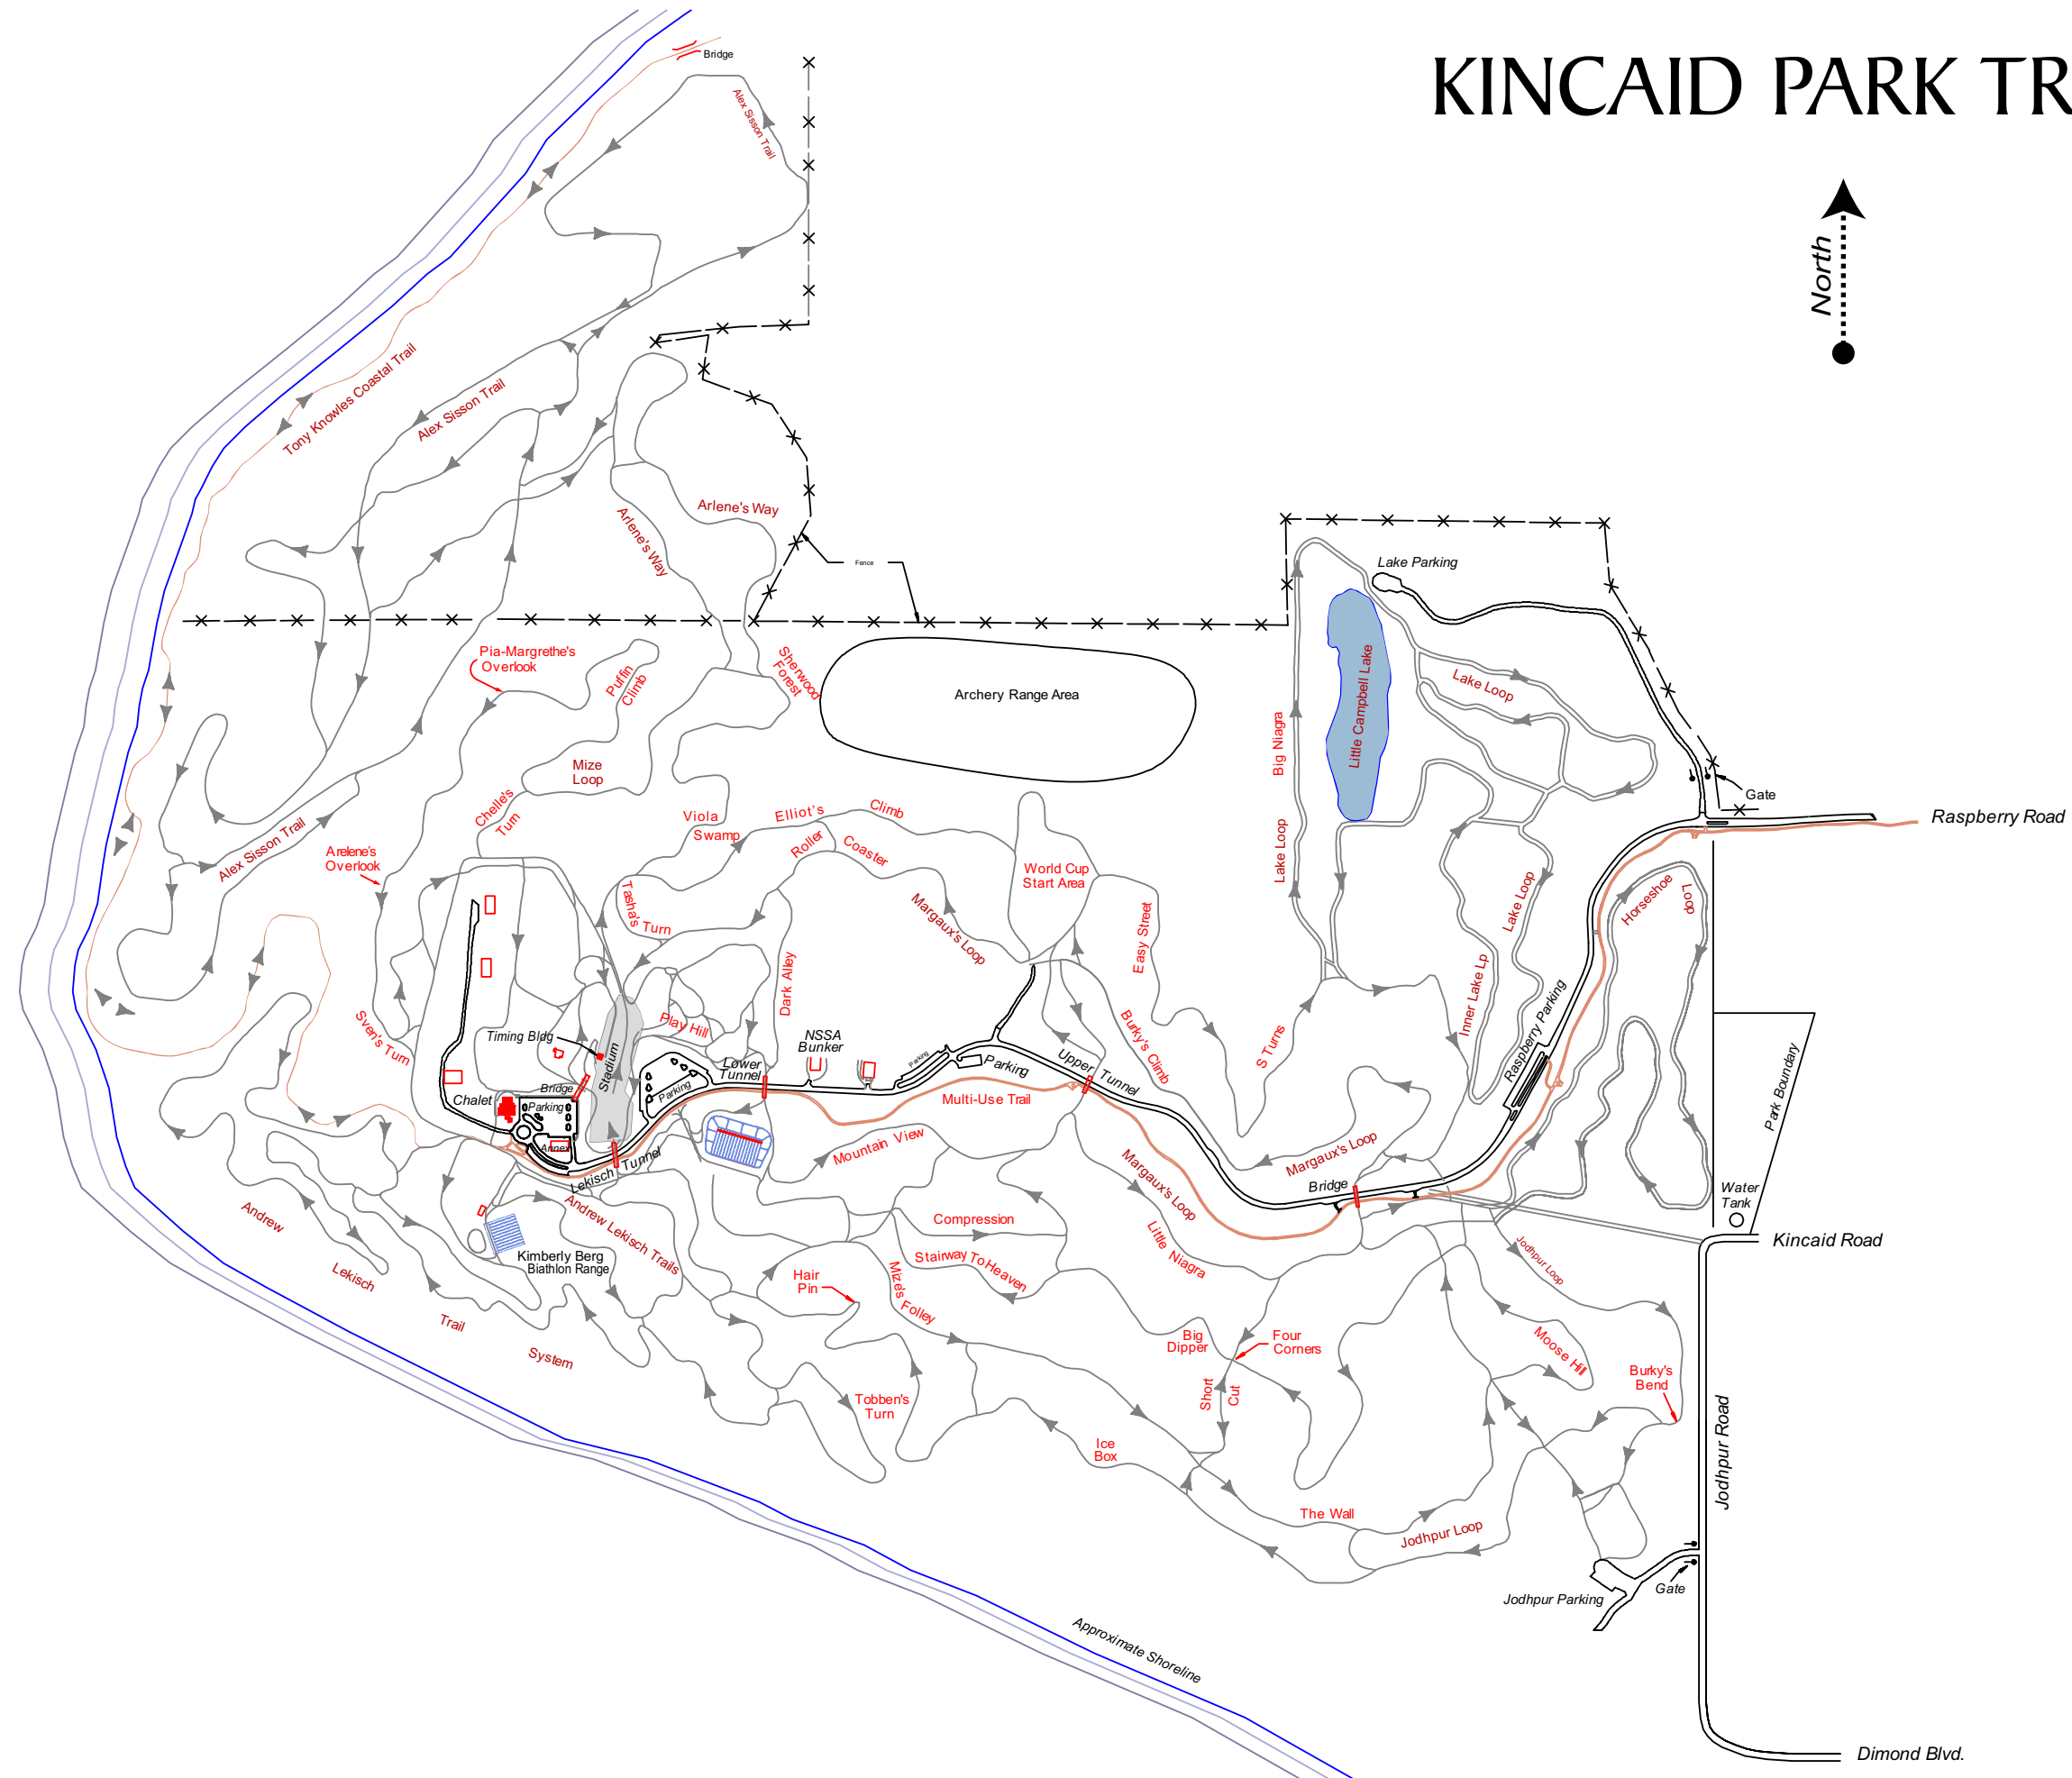 KINCAID PARK TR
Bridge
Alex Sisson Trail
North
Tony Knowles Coastal Trail
Alex Sisson Trail
Arlene's Way
Arlene's Way
Fence
Lake Parking
Pia-Margrethe's
Overlook
Puffin
Climb
Sherwood
Forest
Archery Range Area
Little Campbell Lake
Lake Loop
Big Niagra
Mize
Loop
Chelle's
Turn
Viola
Swamp
Elliot's
Climb
Roller
Coaster
Gate
Raspberry Road
Alex Sisson Trail
Arelene's
Overlook
World Cup
Start Area
Lake Loop
Lake Loop
Horseshoe
Loop
Tasha's
Turn
Margaux's Loop
Easy Street
Dark Alley
Inner Lake Lp
Raspberry Parking
Sven's Turn
Timing Bldg
Stadium
Play Hill
NSSA
Bunker
Lower
Tunnel
Parking
Parking
Parking
Upper
Tunnel
Burky's Climb
S Turns
Park Boundary
Chalet
Bridge
Parking
Annex
Multi-Use Trail
Lekisch
Tunnel
Mountain View
Margaux's Loop
Margaux's Loop
Bridge
Water
Tank
Kincaid Road
Andrew
Lekisch
Trail
System
Andrew Lekisch Trails
Kimberly Berg
Biathlon Range
Compression
Stairway To Heaven
Little
Niagra
Jodhpur Loop
Hair
Pin
Mize's
Folley
Big
Dipper
Four
Corners
Moose Hill
Burky's
Bend
Short
Cut
Tobben's
Turn
Ice
Box
The Wall
Jodhpur Loop
Jodhpur Road
Jodhpur Parking
Gate
Approximate Shoreline
Dimond Blvd.